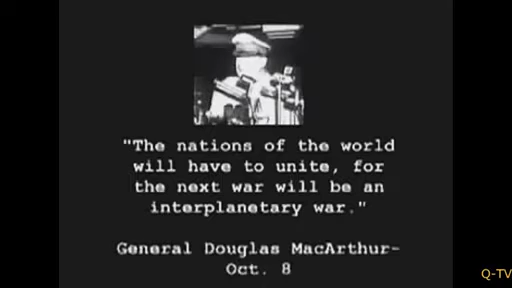 "The nations of the world
will have to unite, for
the next war will be an
interplanetary war."
General Douglas MacArthur-
Oct. 8
Q-TV